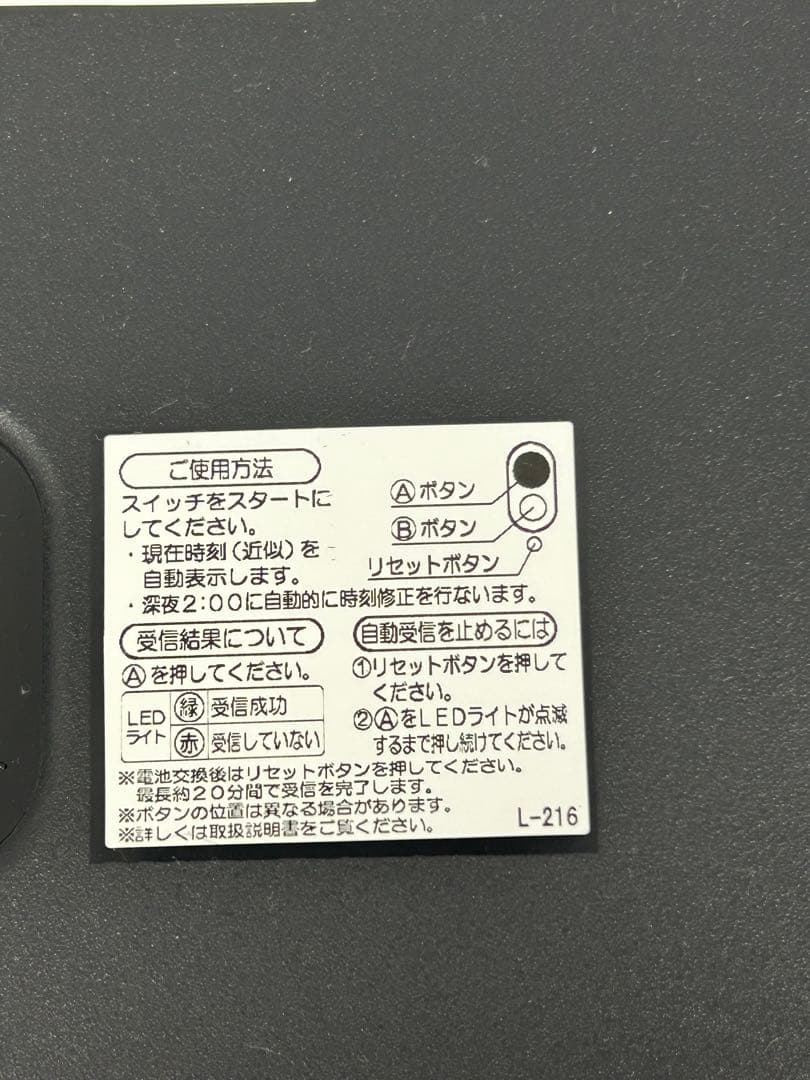 ご使用方法
スイッチをスタートに
してください。
・現在時刻(近似)を
自動表示します。
・深夜2:00に自動的に時刻修正を行ないます。
Ⓐボタン
Ⓑボタン
リセットボタン
受信結果について
Ⓐを押してください。
LED
ライト
緑 受信成功
赤 受信していない
自動受信を止めるには
①リセットボタンを押して
ください。
②ⒶをLEDライトが点滅
するまで押し続けてください。
※電池交換後はリセットボタンを押してください。
最長約20分間で受信を完了します。
※ボタンの位置は異なる場合があります。
※詳しくは取扱説明書をご覧ください。
L-216